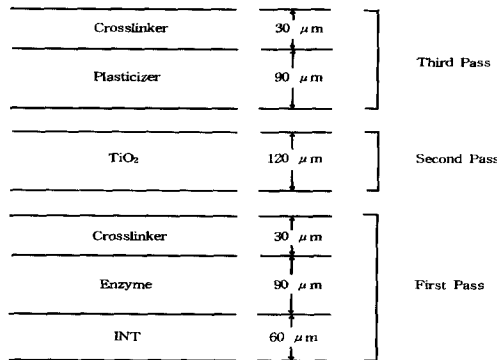 Crosslinker 30 μm
Plasticizer 90 μm
Third Pass
TiO₂ 120 μm Second Pass
Crosslinker 30 μm
Enzyme 90 μm First Pass
INT 60 μm